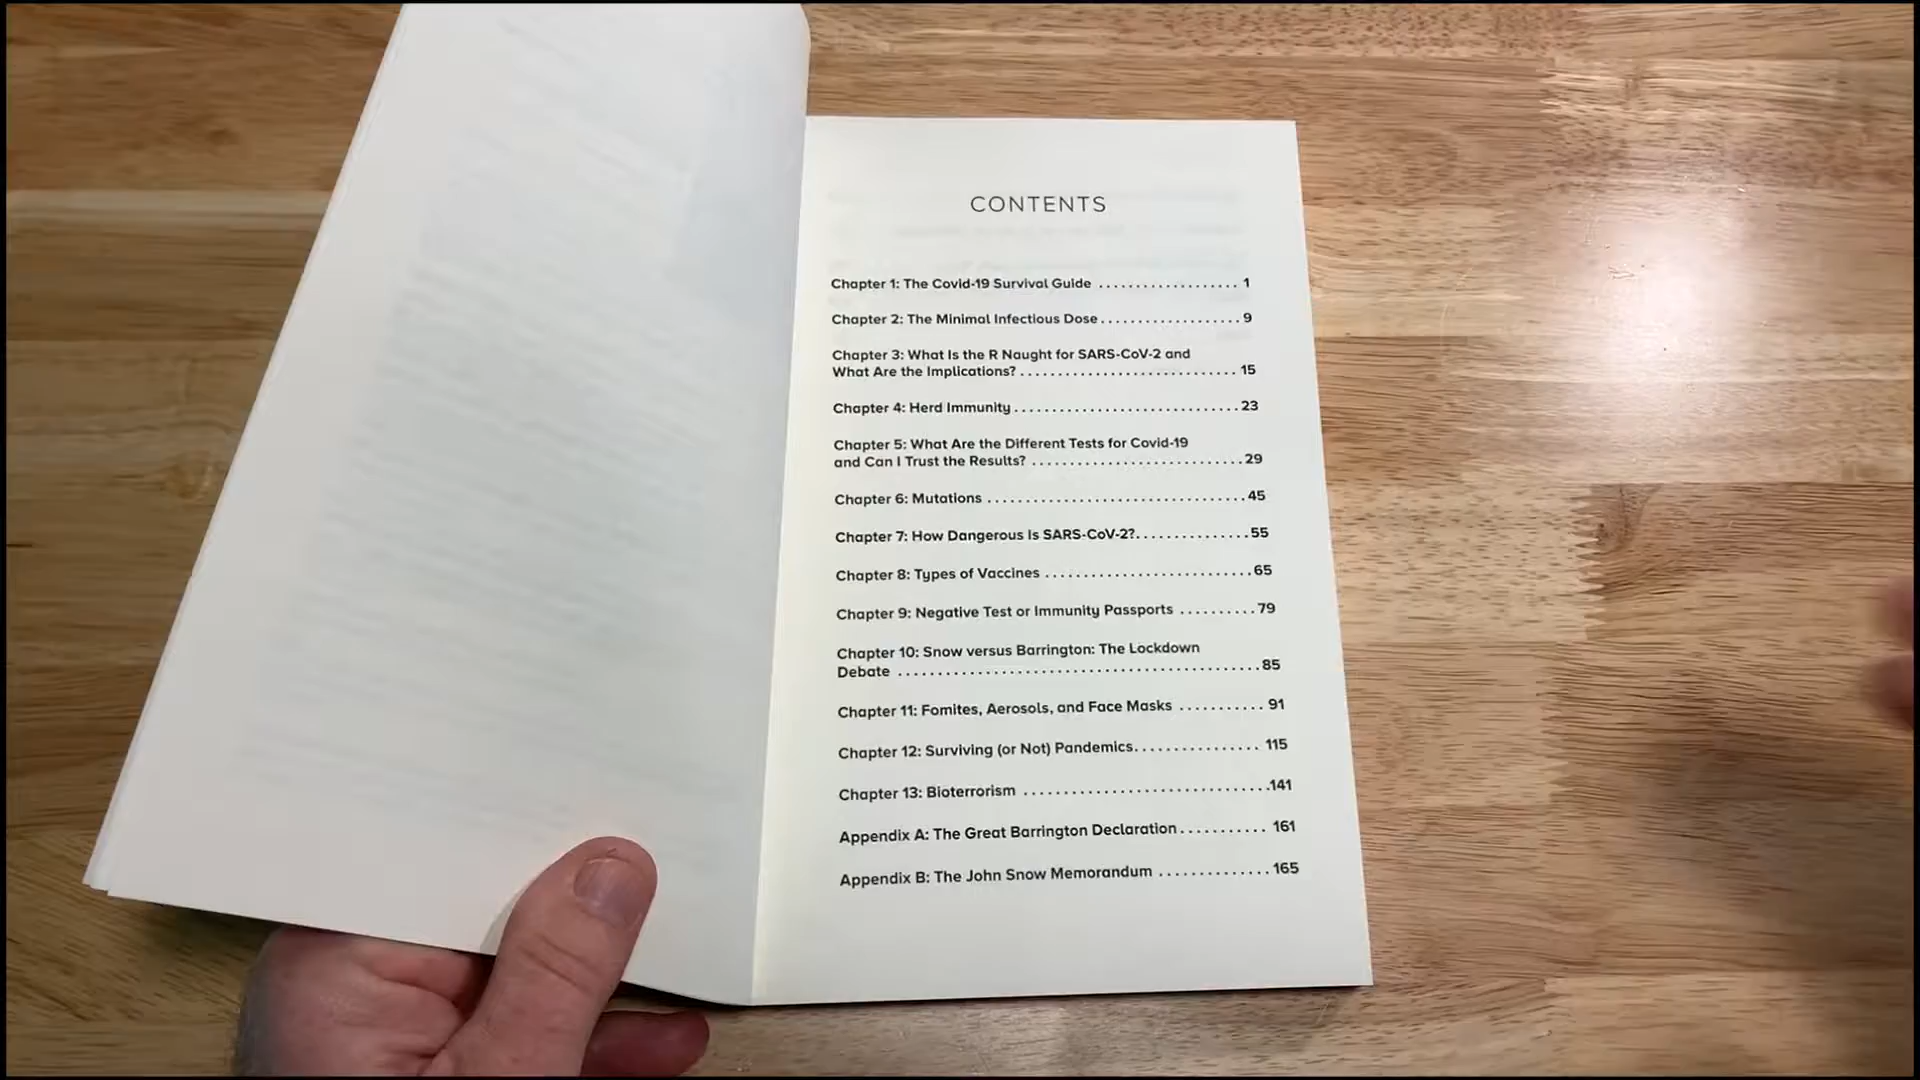 CONTENTS
Chapter 1: The Covid-19 Survival Guide ................... 1
Chapter 2: The Minimal Infectious Dose ................... 9
Chapter 3: What Is the R Naught for SARS-CoV-2 and
What Are the Implications? ............................. 15
Chapter 4: Herd Immunity .............................. 23
Chapter 5: What Are the Different Tests for Covid-19
and Can I Trust the Results? ............................ 29
Chapter 6: Mutations .................................. 45
Chapter 7: How Dangerous Is SARS-CoV-2? ............... 55
Chapter 8: Types of Vaccines ........................... 65
Chapter 9: Negative Test or Immunity Passports .......... 79
Chapter 10: Snow versus Barrington: The Lockdown
Debate ................................................ 85
Chapter 11: Fomites, Aerosols, and Face Masks ........... 91
Chapter 12: Surviving (or Not) Pandemics ................ 115
Chapter 13: Bioterrorism ................................ 141
Appendix A: The Great Barrington Declaration ........... 161
Appendix B: The John Snow Memorandum .............. 165